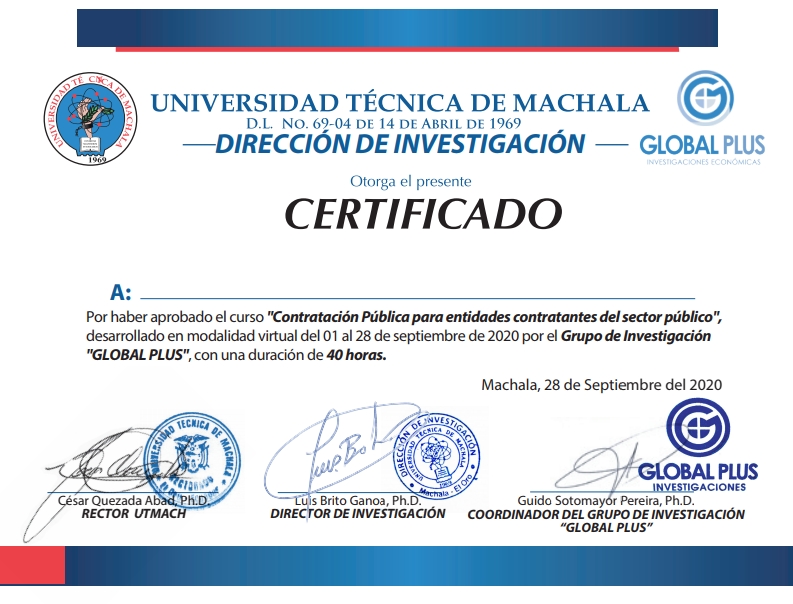 UNIVERSIDAD TÉCNICA DE MACHALA
1969
UNIVERSIDAD TÉCNICA DE MACHALA
D.L. No. 69-04 DE 14 DE ABRIL DE 1969
DIRECCIÓN DE INVESTIGACIÓN
GLOBAL PLUS
INVESTIGACIONES ECONÓMICAS
Otorga el presente
CERTIFICADO
A:
Por haber aprobado el curso "Contratación Pública para entidades contratantes del sector público",
desarrollado en modalidad virtual del 01 al 28 de septiembre de 2020 por el Grupo de Investigación
"GLOBAL PLUS", con una duración de 40 horas.
Machala, 28 de Septiembre del 2020
UNIVERSIDAD TECNICA DE MACHALA
RECTORADO
César Quezada Abad, Ph.D.
RECTOR UTMACH
DIRECCIÓN DE INVESTIGACIÓN
UNIVERSIDAD TECNICA DE MACHALA
1969
Machala - El Oro
Luis Brito Ganoa, Ph.D.
DIRECTOR DE INVESTIGACIÓN
GLOBAL PLUS
INVESTIGACIONES
Guido Sotomayor Pereira, Ph.D.
COORDINADOR DEL GRUPO DE INVESTIGACIÓN
“GLOBAL PLUS”